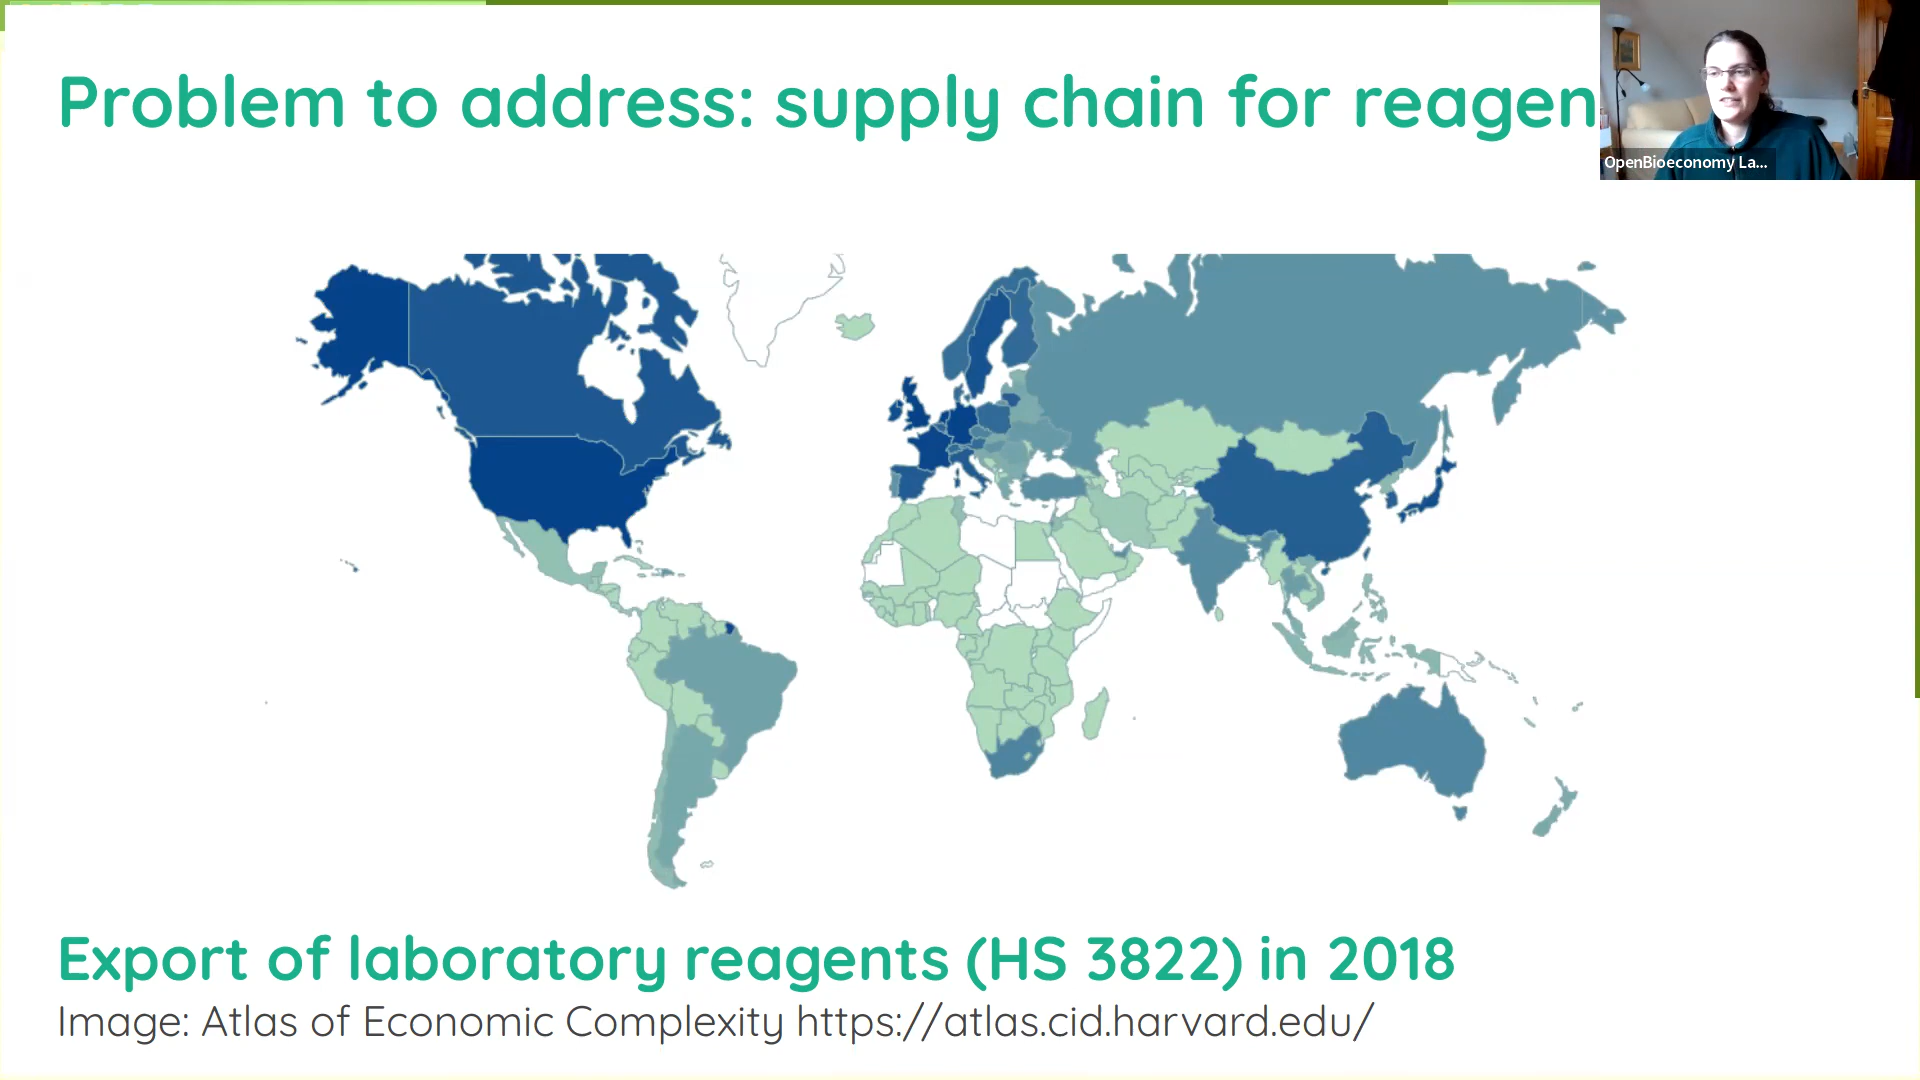 Problem to address: supply chain for reagen
OpenBioeconomy La...
Export of laboratory reagents (HS 3822) in 2018
Image: Atlas of Economic Complexity https://atlas.cid.harvard.edu/